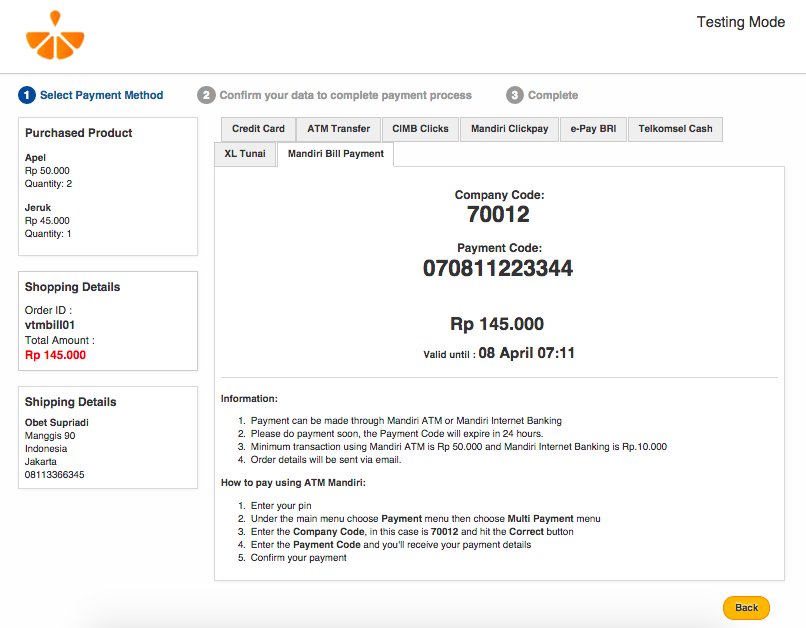 Testing Mode
1 Select Payment Method
2 Confirm your data to complete payment process
3 Complete
Purchased Product
Apel
Rp 50.000
Quantity: 2
Jeruk
Rp 45.000
Quantity: 1
Shopping Details
Order ID :
vtmbill01
Total Amount :
Rp 145.000
Shipping Details
Obet Supriadi
Manggis 90
Indonesia
Jakarta
08113366345
Credit Card
ATM Transfer
CIMB Clicks
Mandiri Clickpay
e-Pay BRI
Telkomsel Cash
XL Tunai
Mandiri Bill Payment
Company Code:
70012
Payment Code:
070811223344
Rp 145.000
Valid until : 08 April 07:11
Information:
1. Payment can be made through Mandiri ATM or Mandiri Internet Banking
2. Please do payment soon, the Payment Code will expire in 24 hours.
3. Minimum transaction using Mandiri ATM is Rp 50.000 and Mandiri Internet Banking is Rp.10.000
4. Order details will be sent via email.
How to pay using ATM Mandiri:
1. Enter your pin
2. Under the main menu choose Payment menu then choose Multi Payment menu
3. Enter the Company Code, in this case is 70012 and hit the Correct button
4. Enter the Payment Code and you'll receive your payment details
5. Confirm your payment
Back